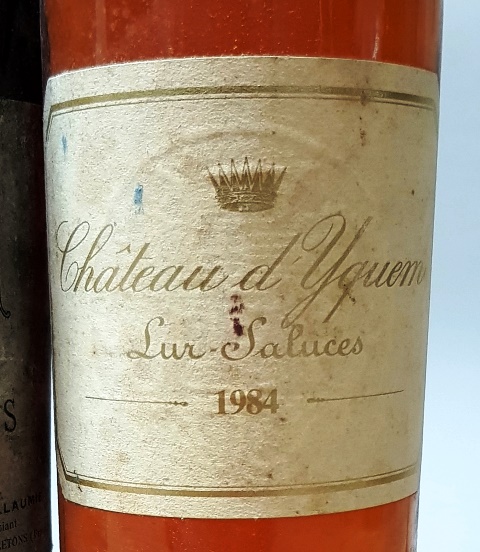 Château d'Yquem
Lur-Saluces
1984
S